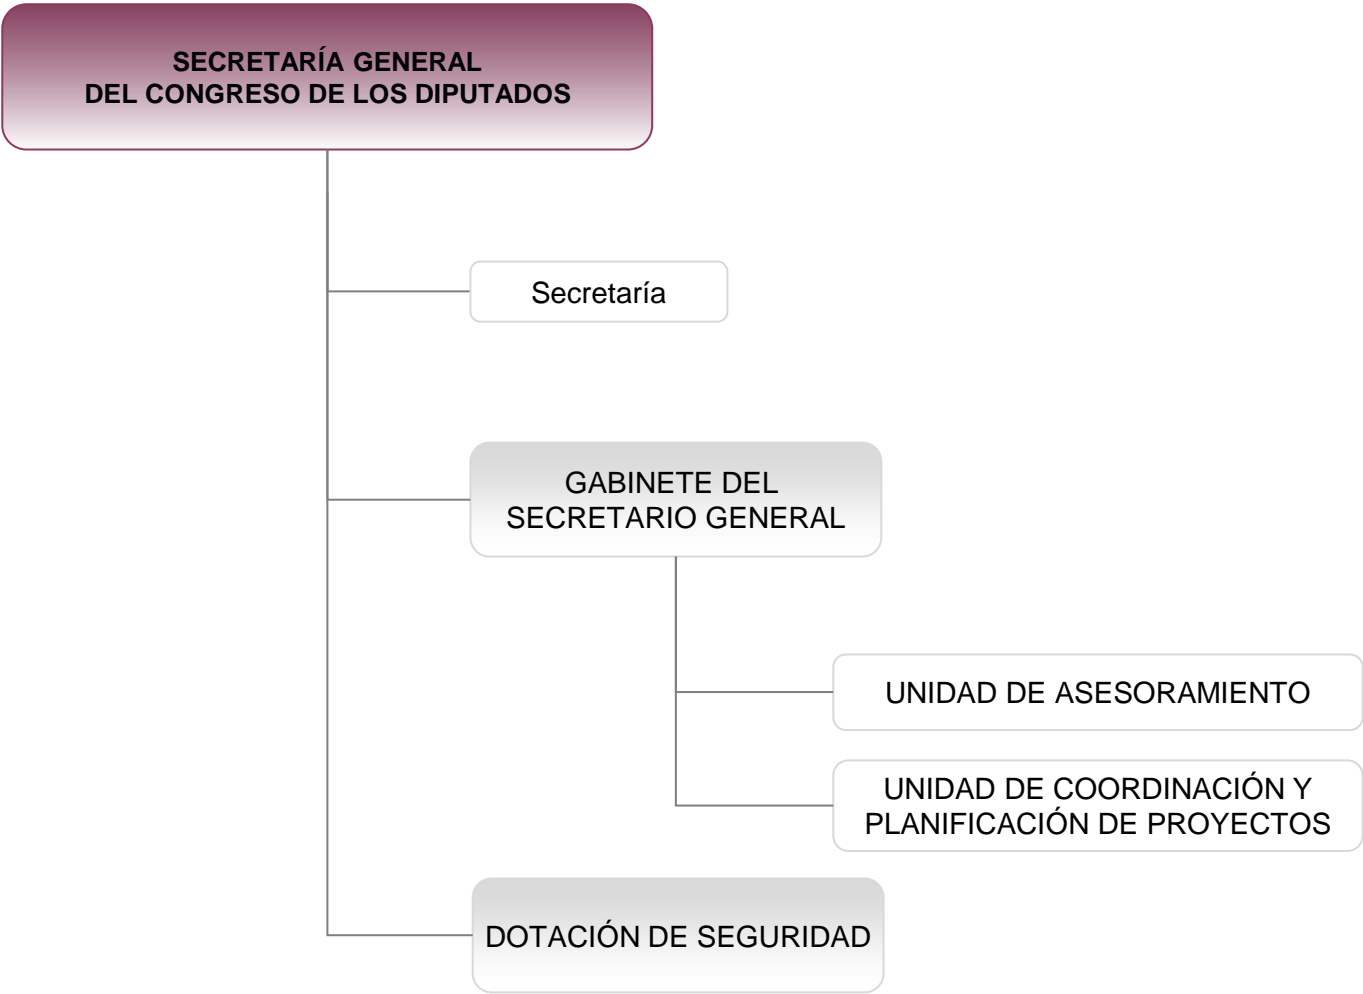 SECRETARÍA GENERAL
DEL CONGRESO DE LOS DIPUTADOS
Secretaría
GABINETE DEL
SECRETARIO GENERAL
UNIDAD DE ASESORAMIENTO
UNIDAD DE COORDINACIÓN Y
PLANIFICACIÓN DE PROYECTOS
DOTACIÓN DE SEGURIDAD